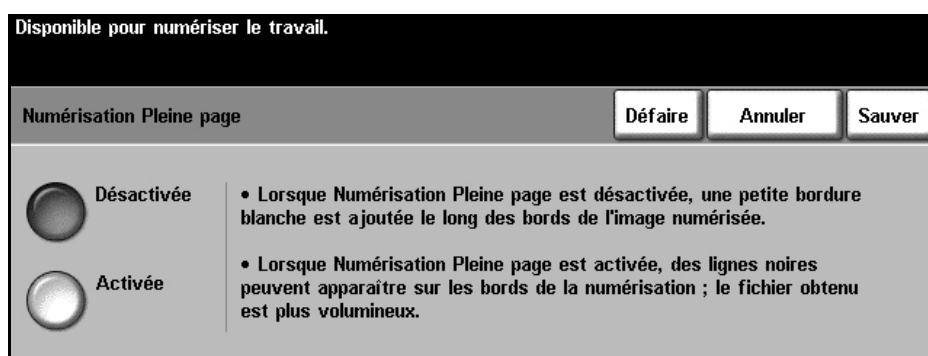 Disponible pour numériser le travail.
Numérisation Pleine page
Défaire
Annuler
Sauver
Désactivée
• Lorsque Numérisation Pleine page est désactivée, une petite bordure
blanche est ajoutée le long des bords de l'image numérisée.
Activée
• Lorsque Numérisation Pleine page est activée, des lignes noires
peuvent apparaître sur les bords de la numérisation ; le fichier obtenu
est plus volumineux.